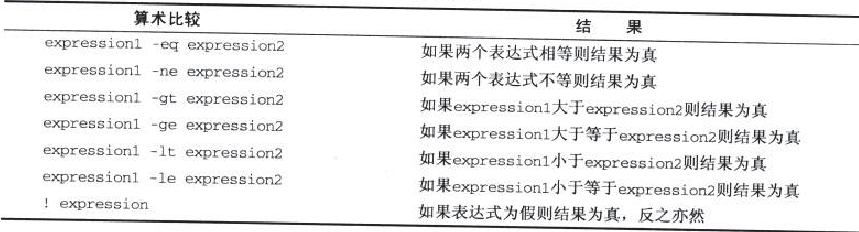 算术比较 结 果
expression1 -eq expression2 如果两个表达式相等则结果为真
expression1 -ne expression2 如果两个表达式不等则结果为真
expression1 -gt expression2 如果expression1大于expression2则结果为真
expression1 -ge expression2 如果expression1大于等于expression2则结果为真
expression1 -lt expression2 如果expression1小于expression2则结果为真
expression1 -le expression2 如果expression1小于等于expression2则结果为真
! expression 如果表达式为假则结果为真，反之亦然